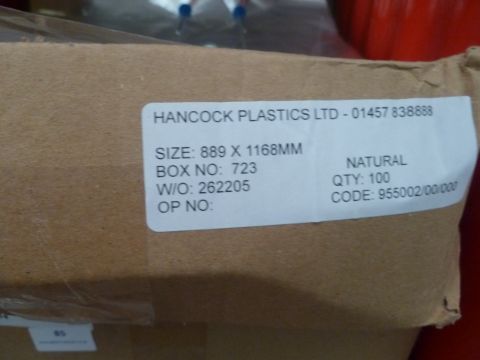 HANCOCK PLASTICS LTD - 01457 838888
SIZE: 889 X 1168MM
BOX NO: 723 NATURAL
W/O: 262205 QTY: 100
OP NO: CODE: 955002/00/000
85